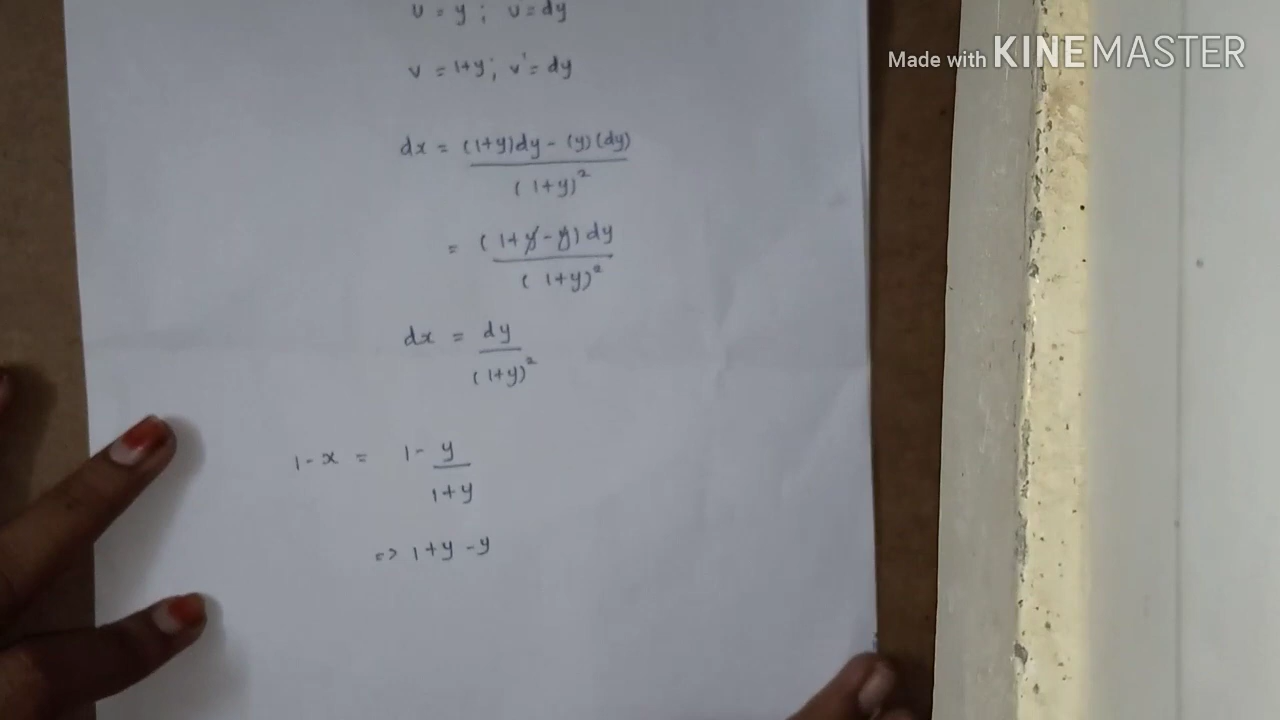 u = y ; u = dy
Made with KINEMASTER
v = 1+y ; v' = dy
dx = (1+y)dy - (y)(dy)
(1+y)²
= (1+y-y)dy
(1+y)²
dx = dy
(1+y)²
1-x = 1- y
1+y
=> 1+y-y